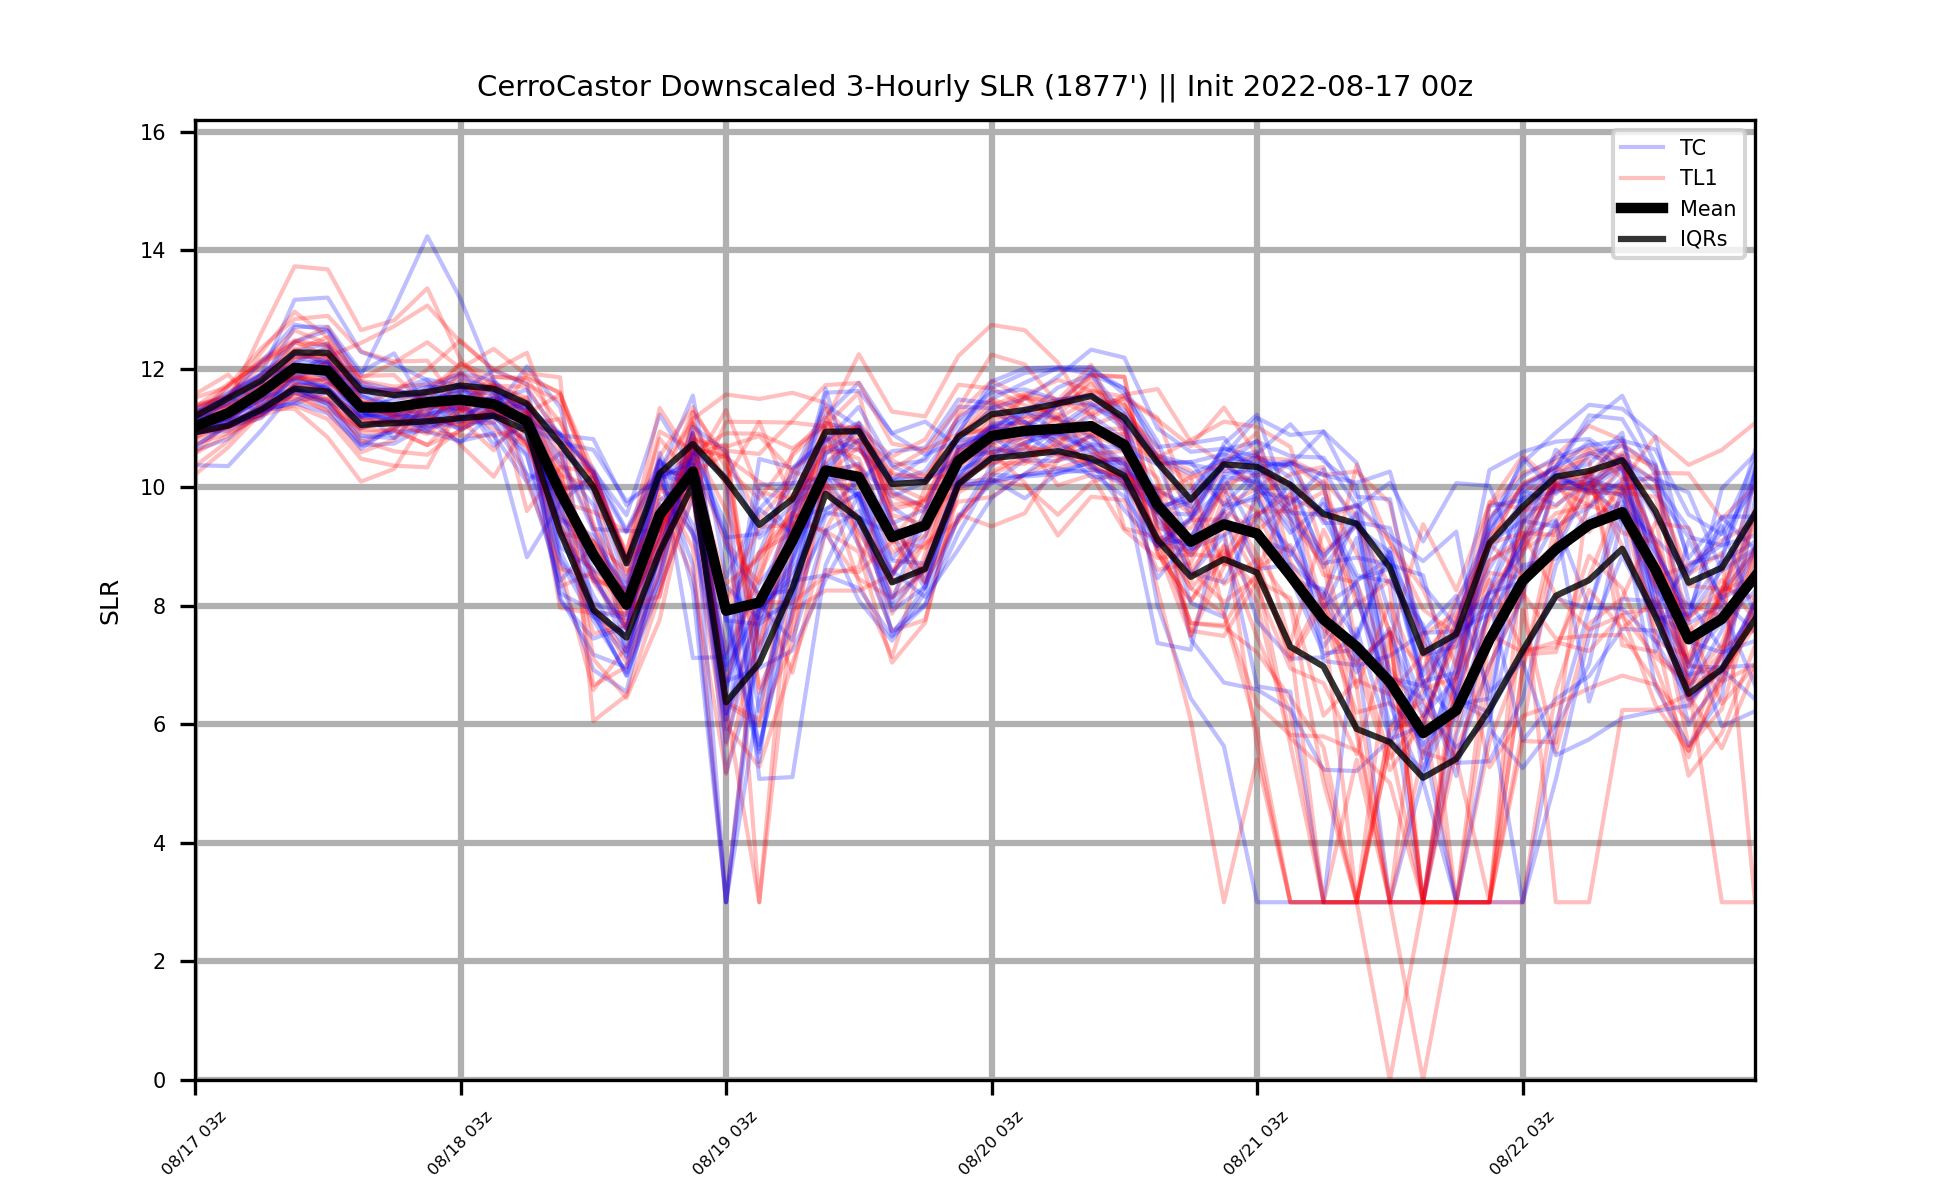 CerroCastor Downscaled 3-Hourly SLR (1877') || Init 2022-08-17 00z
16
14
12
10
8
6
4
2
0
SLR
TC
TL1
Mean
IQRs
08/17 03z
08/18 03z
08/19 03z
08/20 03z
08/21 03z
08/22 03z